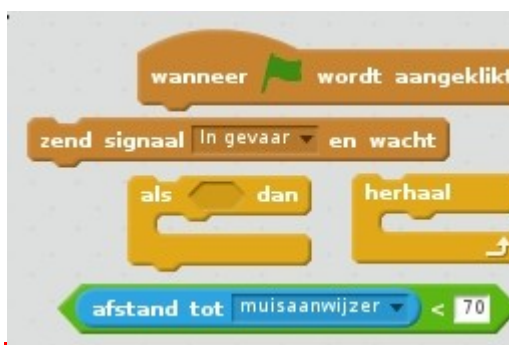 wanneer wordt aangeklikt
zend signaal In gevaar en wacht
als dan herhaal
afstand tot muisaanwijzer < 70